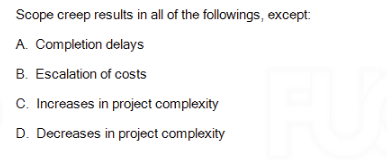 Scope creep results in all of the followings, except:
A. Completion delays
B. Escalation of costs
C. Increases in project complexity
D. Decreases in project complexity